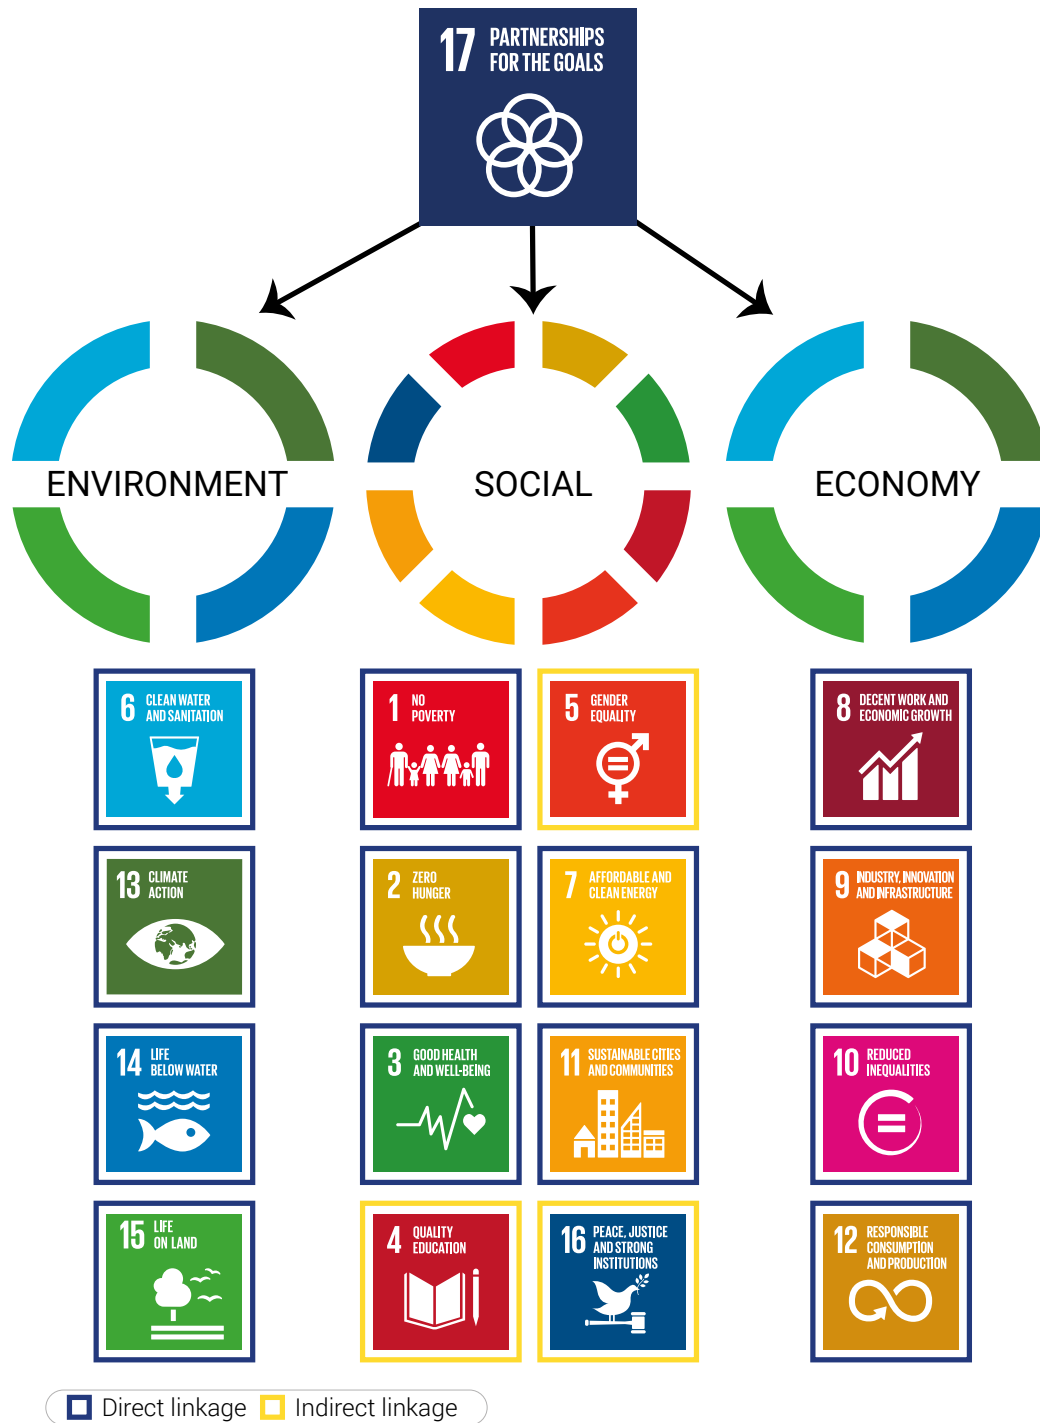 17 PARTNERSHIPS
FOR THE GOALS
ENVIRONMENT
SOCIAL
ECONOMY
6 CLEAN WATER
AND SANITATION
1 NO
POVERTY
5 GENDER
EQUALITY
8 DECENT WORK AND
ECONOMIC GROWTH
13 CLIMATE
ACTION
2 ZERO
HUNGER
7 AFFORDABLE AND
CLEAN ENERGY
9 INDUSTRY, INNOVATION
AND INFRASTRUCTURE
14 LIFE
BELOW WATER
3 GOOD HEALTH
AND WELL-BEING
11 SUSTAINABLE CITIES
AND COMMUNITIES
10 REDUCED
INEQUALITIES
15 LIFE
ON LAND
4 QUALITY
EDUCATION
16 PEACE, JUSTICE
AND STRONG
INSTITUTIONS
12 RESPONSIBLE
CONSUMPTION
AND PRODUCTION
Direct linkage
Indirect linkage